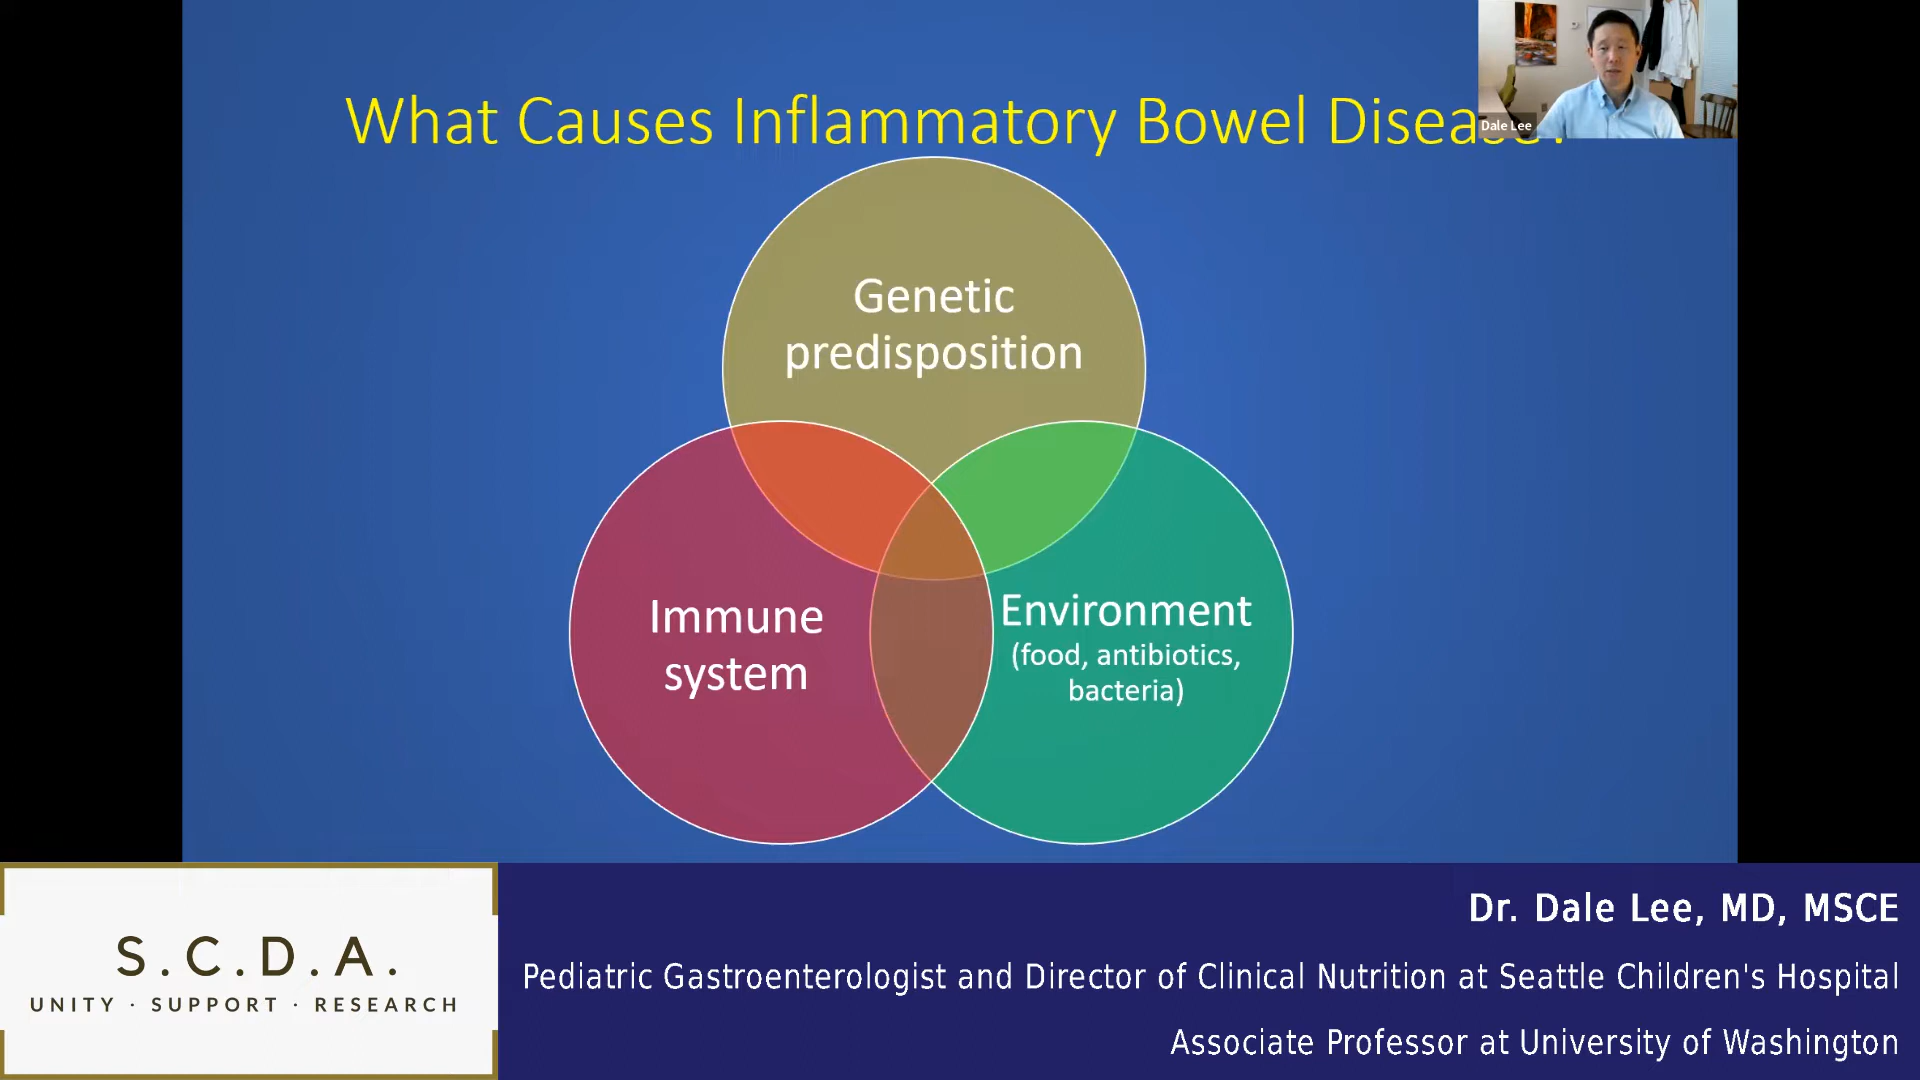 What Causes Inflammatory Bowel
Dale Lee
Genetic
predisposition
Immune
system
Environment
(food, antibiotics,
bacteria)
S.C.D.A.
UNITY · SUPPORT · RESEARCH
Dr. Dale Lee, MD, MSCE
Pediatric Gastroenterologist and Director of Clinical Nutrition at Seattle Children's Hospital
Associate Professor at University of Washington